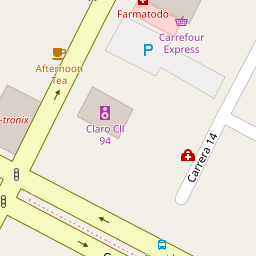 Farmatodo
Carrefour
Express
P
Afternoon
Tea
-tronix
Claro Cll
94
Carrera 14